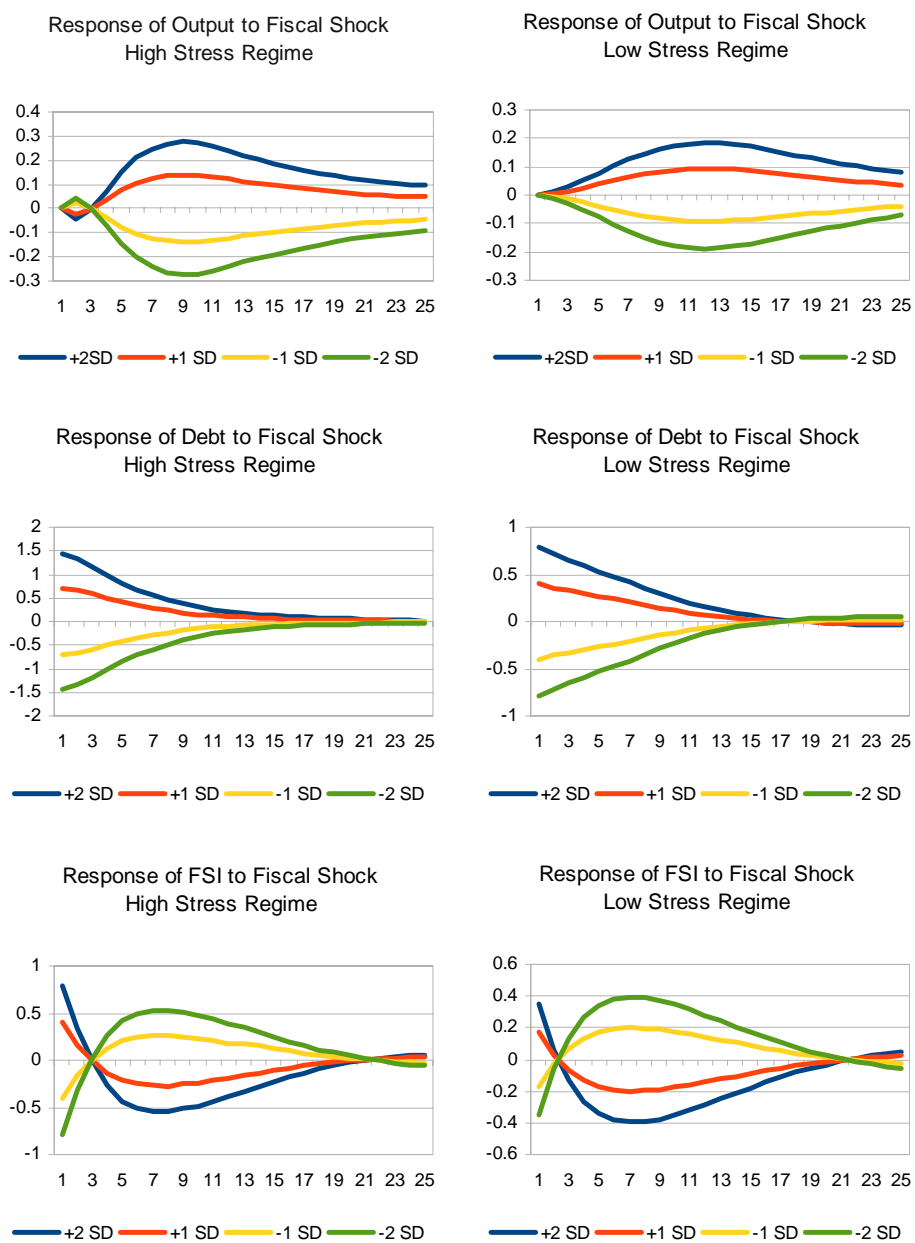 Response of Output to Fiscal Shock
High Stress Regime
0.4
0.3
0.2
0.1
0
-0.1
-0.2
-0.3
1 3 5 7 9 11 13 15 17 19 21 23 25
+2SD +1 SD -1 SD -2 SD
Response of Output to Fiscal Shock
Low Stress Regime
0.3
0.2
0.1
0
-0.1
-0.2
-0.3
1 3 5 7 9 11 13 15 17 19 21 23 25
+2SD +1 SD -1 SD -2 SD
Response of Debt to Fiscal Shock
High Stress Regime
2
1.5
1
0.5
0
-0.5
-1
-1.5
-2
1 3 5 7 9 11 13 15 17 19 21 23 25
+2 SD +1 SD -1 SD -2 SD
Response of Debt to Fiscal Shock
Low Stress Regime
1
0.5
0
-0.5
-1
1 3 5 7 9 11 13 15 17 19 21 23 25
+2 SD +1 SD -1 SD -2 SD
Response of FSI to Fiscal Shock
High Stress Regime
1
0.5
0
-0.5
-1
1 3 5 7 9 11 13 15 17 19 21 23 25
+2 SD +1 SD -1 SD -2 SD
Response of FSI to Fiscal Shock
Low Stress Regime
0.6
0.4
0.2
0
-0.2
-0.4
-0.6
1 3 5 7 9 11 13 15 17 19 21 23 25
+2 SD +1 SD -1 SD -2 SD